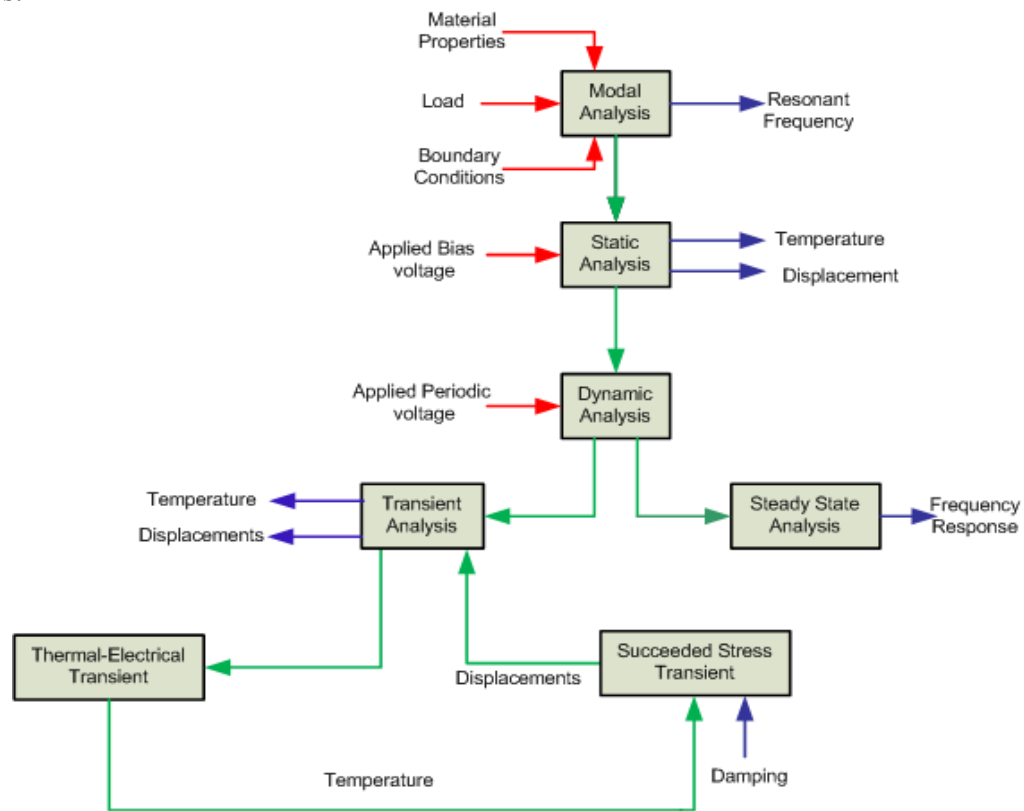 s.
Material
Properties
Load
Modal
Analysis
Resonant
Frequency
Boundary
Conditions
Applied Bias
voltage
Static
Analysis
Temperature
Displacement
Applied Periodic
voltage
Dynamic
Analysis
Temperature
Displacements
Transient
Analysis
Steady State
Analysis
Frequency
Response
Thermal-Electrical
Transient
Displacements
Succeeded Stress
Transient
Temperature
Damping